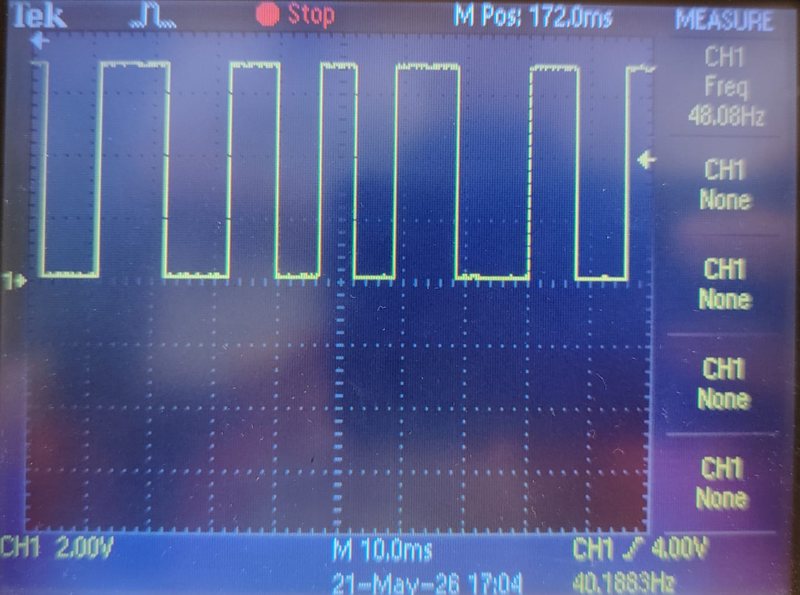 Tek Stop M Pos: 172.0ms MEASURE
CH1
Freq
48.08Hz
CH1
None
CH1
None
CH1
None
CH1
None
1
CH1 2.00V M 10.0ms CH1 4.00V
21-May-26 17:04 40.1883Hz